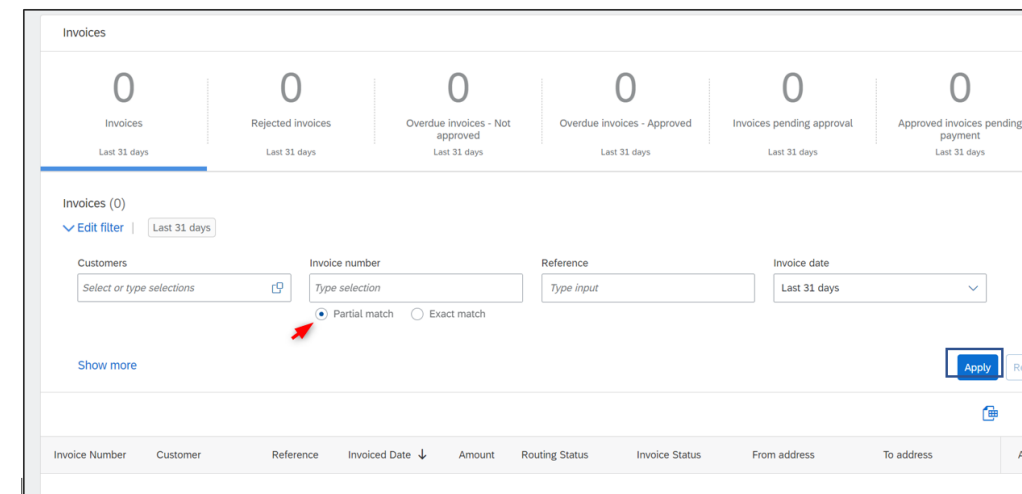 Invoices
0 0 0 0 0 0
Invoices Rejected invoices Overdue invoices - Not approved Overdue invoices - Approved Invoices pending approval Approved invoices pending payment
Last 31 days Last 31 days Last 31 days Last 31 days Last 31 days Last 31 days
Invoices (0)
Edit filter | Last 31 days
Customers Invoice number Reference Invoice date
Select or type selections Type selection Type input Last 31 days
Partial match Exact match
Show more Apply
Invoice Number Customer Reference Invoiced Date ↓ Amount Routing Status Invoice Status From address To address